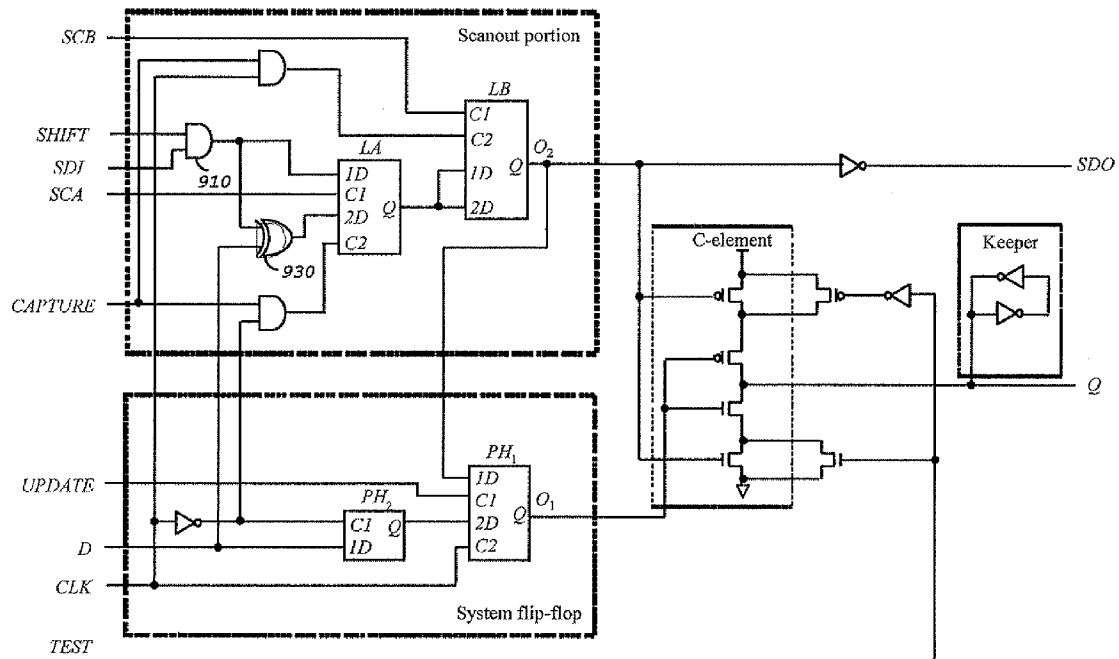 SCB
Scanout portion
LB
C1
C2
SHIFT
SDI
910
LA
O2
1D
1D
Q
SDO
SCA
C1
2D
Q
2D
C2
930
C-element
Keeper
CAPTURE
Q
PH1
1D
UPDATE
C1
O1
PH2
C1
Q
2D
Q
D
1D
C2
CLK
System flip-flop
TEST